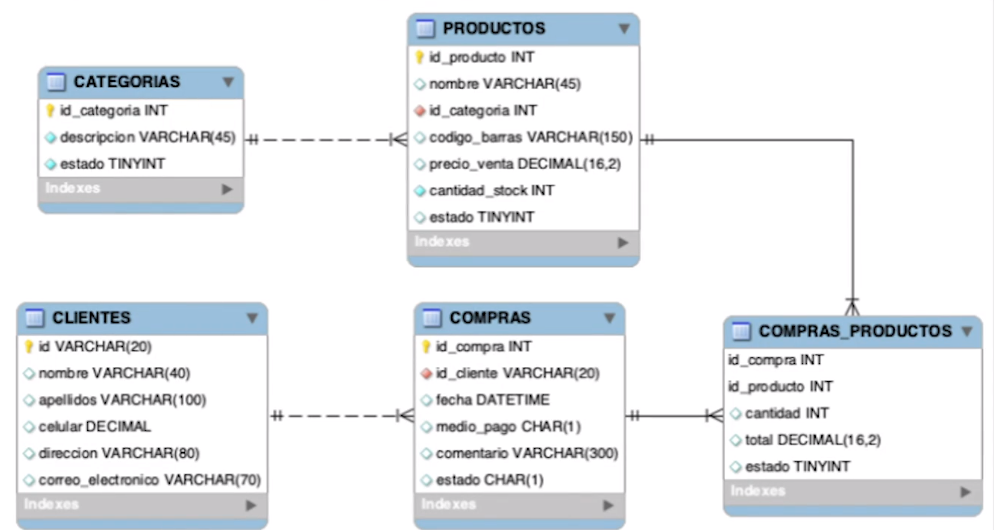 CATEGORIAS
id_categoria INT
descripcion VARCHAR(45)
estado TINYINT
Indexes
PRODUCTOS
id_producto INT
nombre VARCHAR(45)
id_categoria INT
codigo_barras VARCHAR(150)
precio_venta DECIMAL(16,2)
cantidad_stock INT
estado TINYINT
Indexes
CLIENTES
id VARCHAR(20)
nombre VARCHAR(40)
apellidos VARCHAR(100)
celular DECIMAL
direccion VARCHAR(80)
correo_electronico VARCHAR(70)
Indexes
COMPRAS
id_compra INT
id_cliente VARCHAR(20)
fecha DATETIME
medio_pago CHAR(1)
comentario VARCHAR(300)
estado CHAR(1)
Indexes
COMPRAS_PRODUCTOS
id_compra INT
id_producto INT
cantidad INT
total DECIMAL(16,2)
estado TINYINT
Indexes